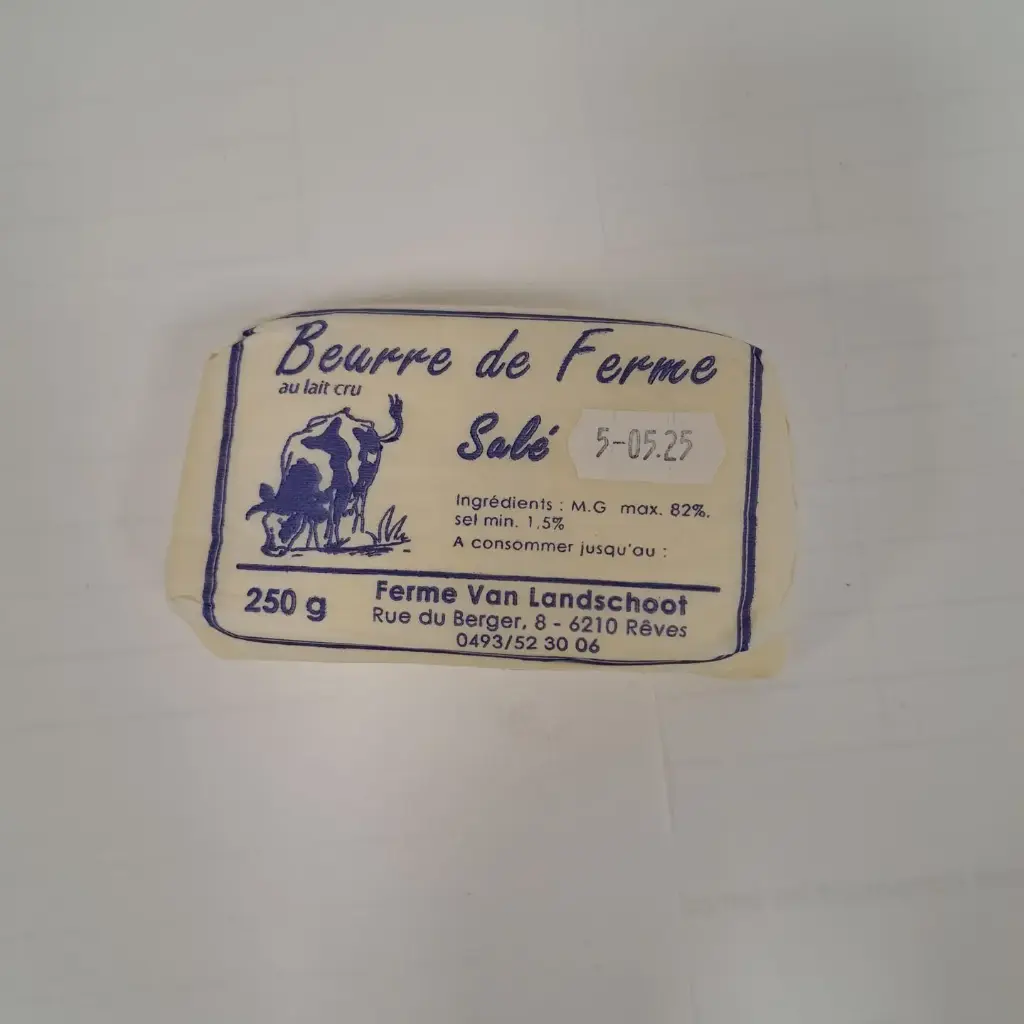 Beurre de Ferme
au lait cru
Salé
5-05.25
Ingrédients : M.G max. 82%,
sel min. 1,5%
A consommer jusqu'au :
250 g
Ferme Van Landschoot
Rue du Berger, 8 - 6210 Rêves
0493/52 30 06